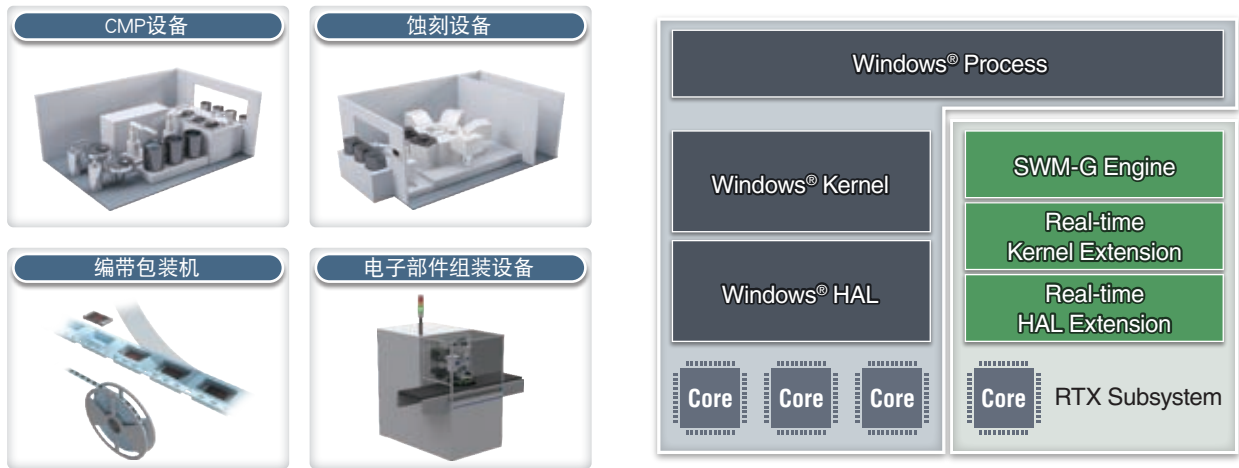 CMP设备
蚀刻设备
编带包装机
电子部件组装设备
Windows® Process
Windows® Kernel
Windows® HAL
SWM-G Engine
Real-time
Kernel Extension
Real-time
HAL Extension
Core
Core
Core
Core
RTX Subsystem